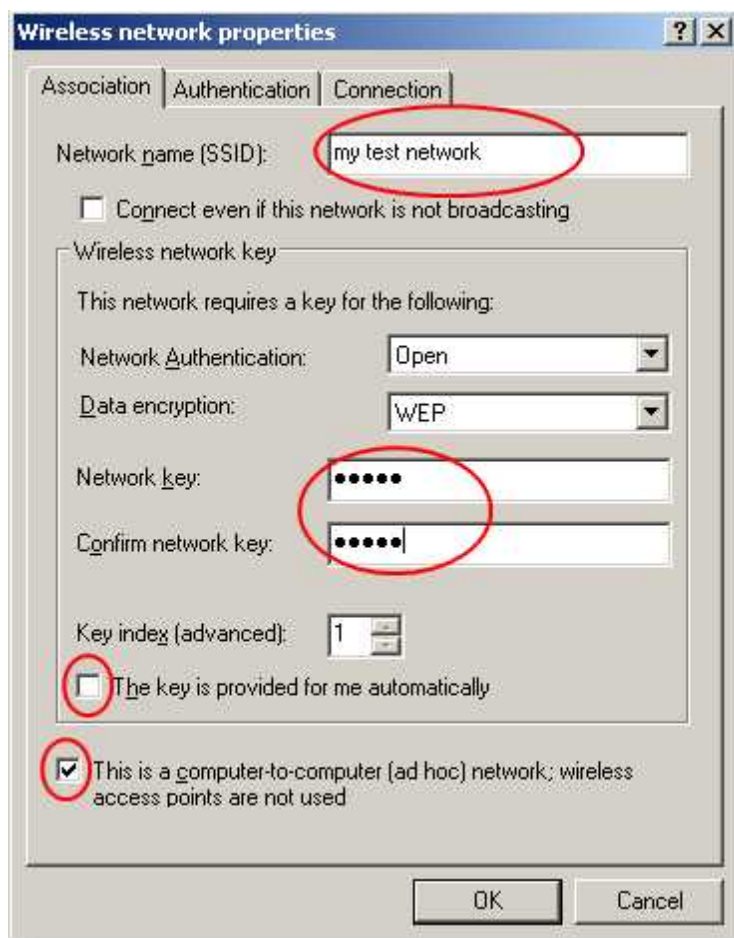 Wireless network properties
Association Authentication Connection
Network name (SSID): my test network
Connect even if this network is not broadcasting
Wireless network key
This network requires a key for the following:
Network Authentication: Open
Data encryption: WEP
Network key: •••••
Confirm network key: •••••
Key index (advanced): 1
The key is provided for me automatically
This is a computer-to-computer (ad hoc) network; wireless
access points are not used
OK Cancel